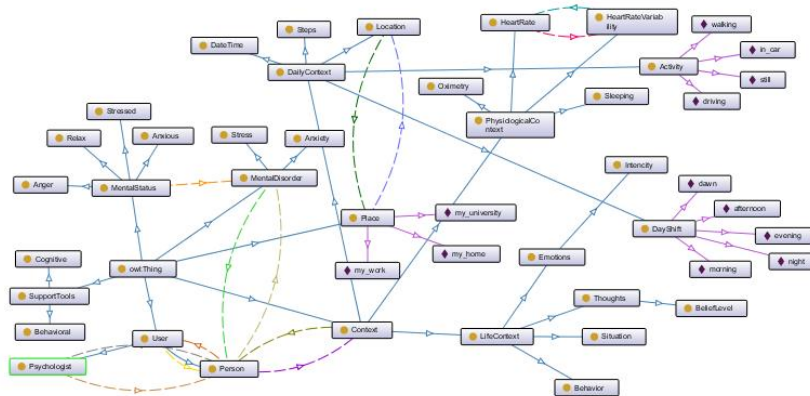 HeartRate
HeartRateVariab
ility
walking
Steps
Location
DateTime
in_car
DailyContext
Activity
still
Oximetry
Sleeping
driving
Stressed
PhysiologicalCo
ntext
Relax
Anxious
Stress
Anxiety
Intencity
Anger
MentalStatus
MentalDisorder
dawn
afternoon
Place
my_university
DayShift
evening
my_home
Emotions
night
Cognitive
owl:Thing
my_work
morning
SupportTools
Thoughts
BeliefLevel
Behavioral
User
Context
LifeContext
Situation
Psychologist
Person
Behavior